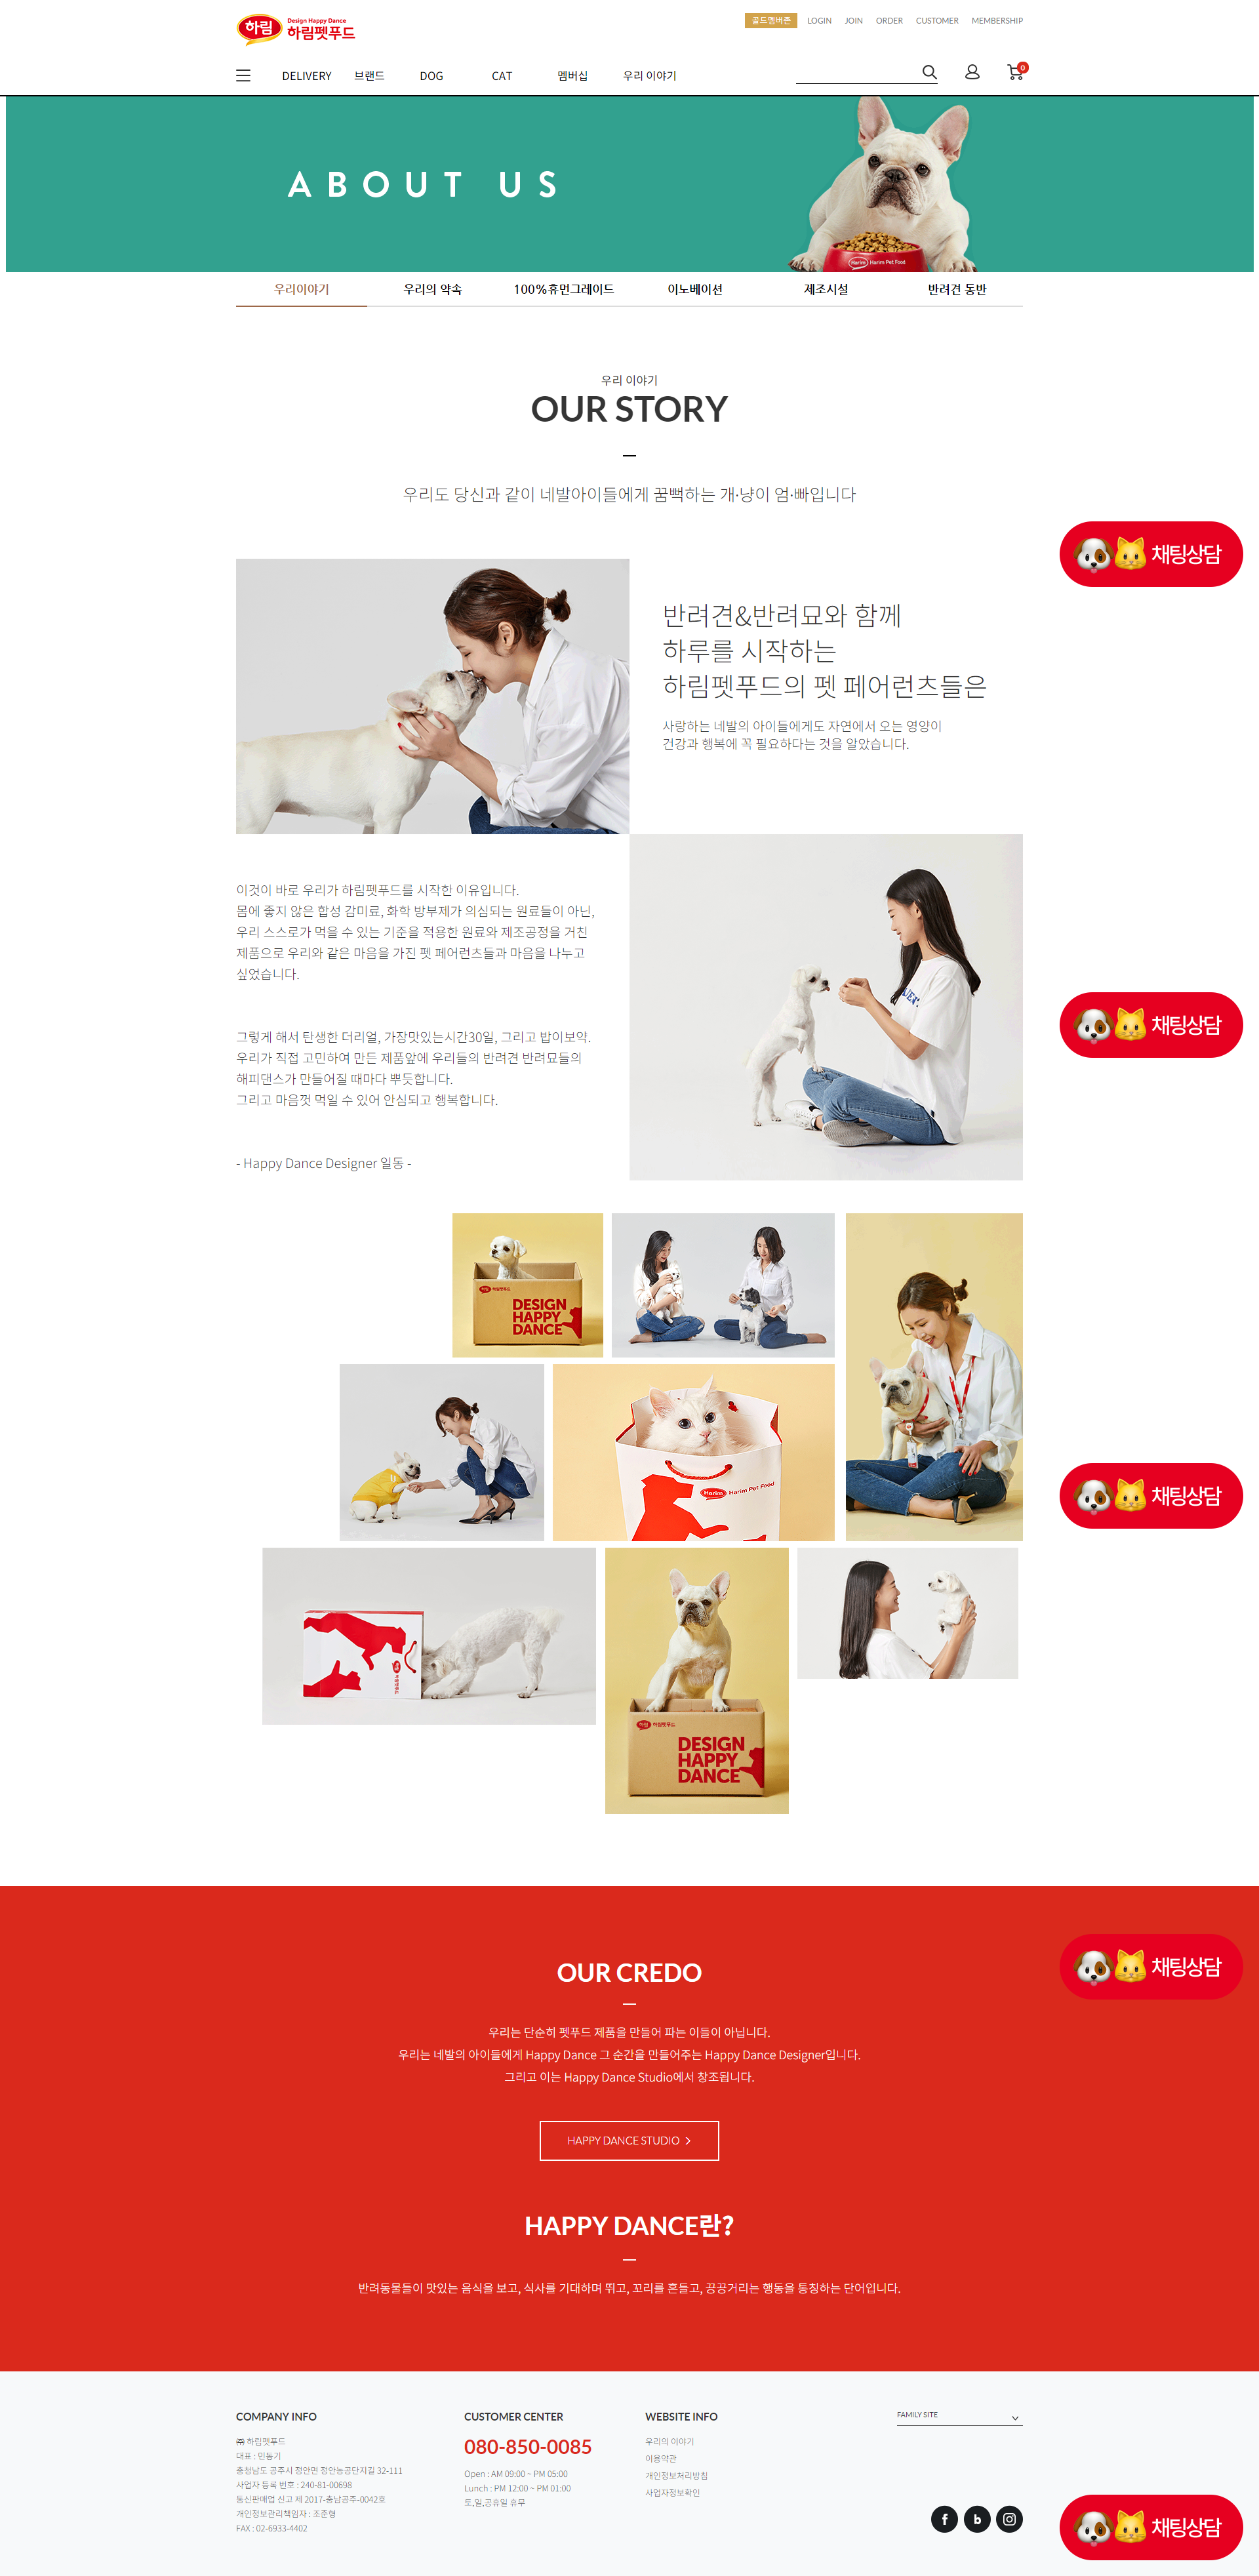 하림
Design Happy Dance
하림펫푸드
골드멤버존 LOGIN JOIN ORDER CUSTOMER MEMBERSHIP
DELIVERY 브랜드 DOG CAT 멤버십 우리 이야기
0
ABOUT US
Harim Harim Pet Food
우리이야기 우리의 약속 100%휴먼그레이드 이노베이션 제조시설 반려견 동반
우리 이야기
OUR STORY
우리도 당신과 같이 네발아이들에게 꿈뻑하는 개·냥이 엄·빠입니다
채팅상담
반려견&반려묘와 함께
하루를 시작하는
하림펫푸드의 펫 페어런츠들은
사랑하는 네발의 아이들에게도 자연에서 오는 영양이
건강과 행복에 꼭 필요하다는 것을 알았습니다.
이것이 바로 우리가 하림펫푸드를 시작한 이유입니다.
몸에 좋지 않은 합성 감미료, 화학 방부제가 의심되는 원료들이 아닌,
우리 스스로가 먹을 수 있는 기준을 적용한 원료와 제조공정을 거친
제품으로 우리와 같은 마음을 가진 펫 페어런츠들과 마음을 나누고
싶었습니다.
채팅상담
그렇게 해서 탄생한 더리얼, 가장맛있는시간30일, 그리고 밥이보약.
우리가 직접 고민하여 만든 제품앞에 우리들의 반려견 반려묘들의
해피댄스가 만들어질 때마다 뿌듯합니다.
그리고 마음껏 먹일 수 있어 안심되고 행복합니다.
- Happy Dance Designer 일동 -
하림
DESIGN
HAPPY
DANCE
Harim Harim Pet Food
채팅상담
하림 하림펫푸드
하림 하림펫푸드
DESIGN
HAPPY
DANCE
채팅상담
OUR CREDO
우리는 단순히 펫푸드 제품을 만들어 파는 이들이 아닙니다.
우리는 네발의 아이들에게 Happy Dance 그 순간을 만들어주는 Happy Dance Designer입니다.
그리고 이는 Happy Dance Studio에서 창조됩니다.
HAPPY DANCE STUDIO >
HAPPY DANCE란?
반려동물들이 맛있는 음식을 보고, 식사를 기대하며 뛰고, 꼬리를 흔들고, 끙끙거리는 행동을 통칭하는 단어입니다.
COMPANY INFO
㈜ 하림펫푸드
대표 : 민동기
충청남도 공주시 정안면 정안농공단지길 32-111
사업자 등록 번호 : 240-81-00698
통신판매업 신고 제 2017-충남공주-0042호
개인정보관리책임자 : 조준형
FAX : 02-6933-4402
CUSTOMER CENTER
080-850-0085
Open : AM 09:00 ~ PM 05:00
Lunch : PM 12:00 ~ PM 01:00
토,일,공휴일 휴무
WEBSITE INFO
우리의 이야기
이용약관
개인정보처리방침
사업자정보확인
FAMILY SITE
f b
채팅상담